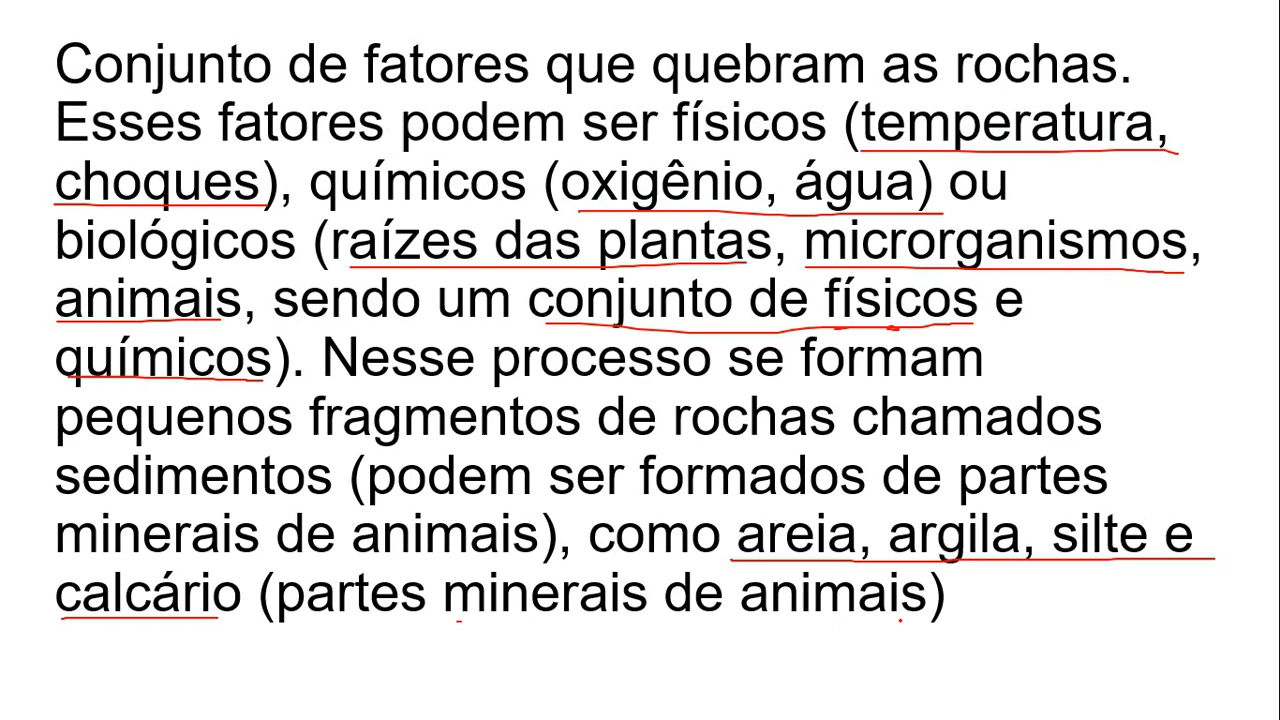 Conjunto de fatores que quebram as rochas.
Esses fatores podem ser físicos (temperatura,
choques), químicos (oxigênio, água) ou
biológicos (raízes das plantas, microrganismos,
animais, sendo um conjunto de físicos e
químicos). Nesse processo se formam
pequenos fragmentos de rochas chamados
sedimentos (podem ser formados de partes
minerais de animais), como areia, argila, silte e
calcário (partes minerais de animais)